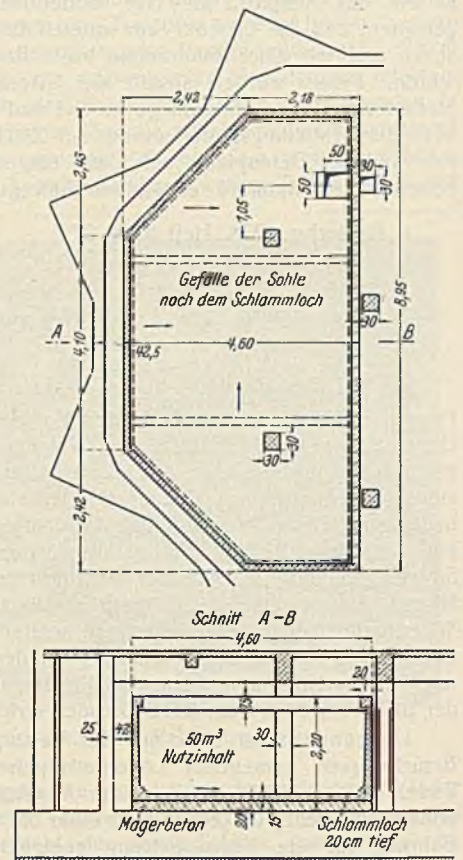 2,42
2,18
2,43
50
40
50
30
1,05
Gefälle der Sohle
nach dem Schlammloch
8,95
30
A
4,10
42,5
4,60
B
30
30
2,42
Schnitt A-B
4,60
20
15
25
42
50 m³
Nutzinhalt
30
2,20
20
15
Magerbeton
Schlammloch
20 cm tief